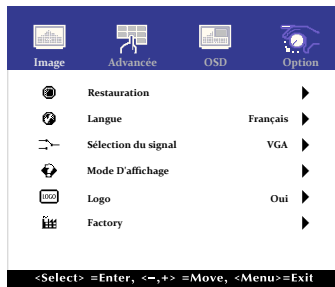 Image Advancée OSD Option
Restauration
Langue Français
Sélection du signal VGA
Mode D'affichage
LOGO Logo Oui
Factory
<Select> =Enter, <−,+> =Move, <Menu>=Exit